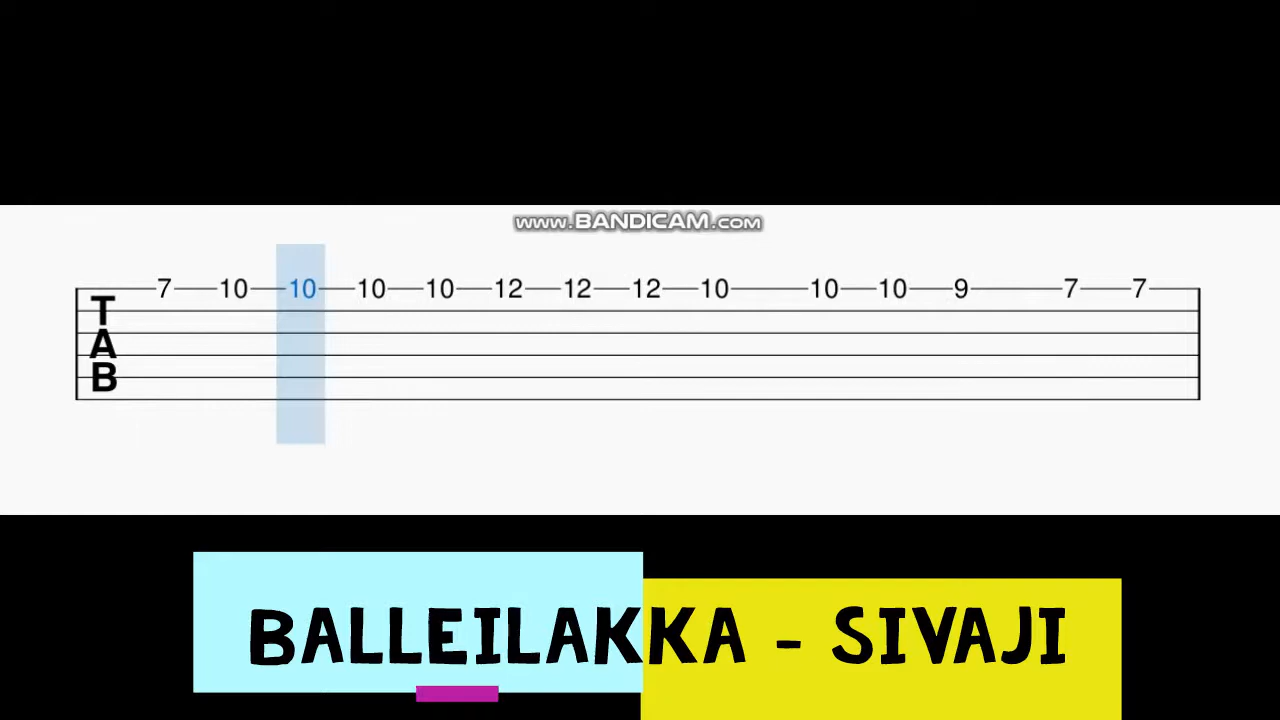 www.BANDICAM.com
7 10 10 10 10 12 12 12 10 10 10 9 7 7
T
A
B
BALLEILAKKA - SIVAJI